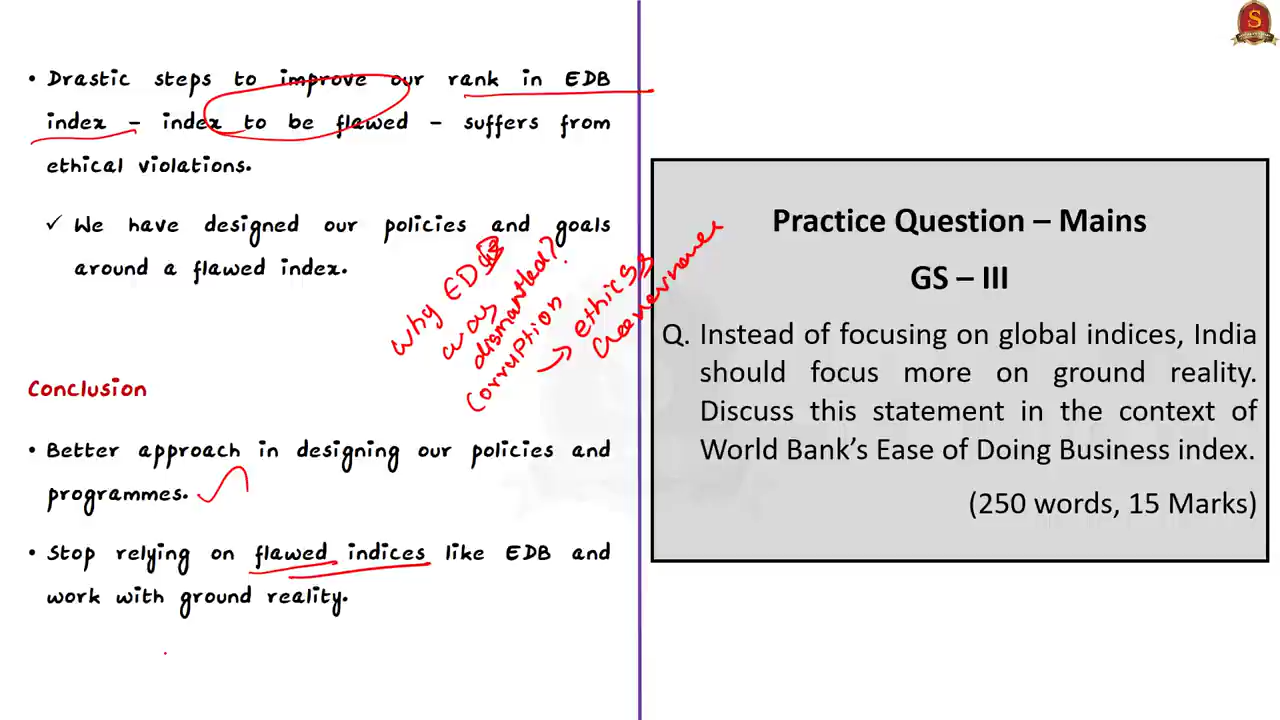 • Drastic steps to improve our rank in EDB
index - index to be flawed - suffers from
ethical violations.
✓ We have designed our policies and goals
around a flawed index.
why EDB
was
dismantled?
Corruption
→ ethics
Governance
Conclusion
• Better approach in designing our policies and
programmes.
• Stop relying on flawed indices like EDB and
work with ground reality.
S
Practice Question – Mains
GS – III
Q. Instead of focusing on global indices, India
should focus more on ground reality.
Discuss this statement in the context of
World Bank’s Ease of Doing Business index.
(250 words, 15 Marks)